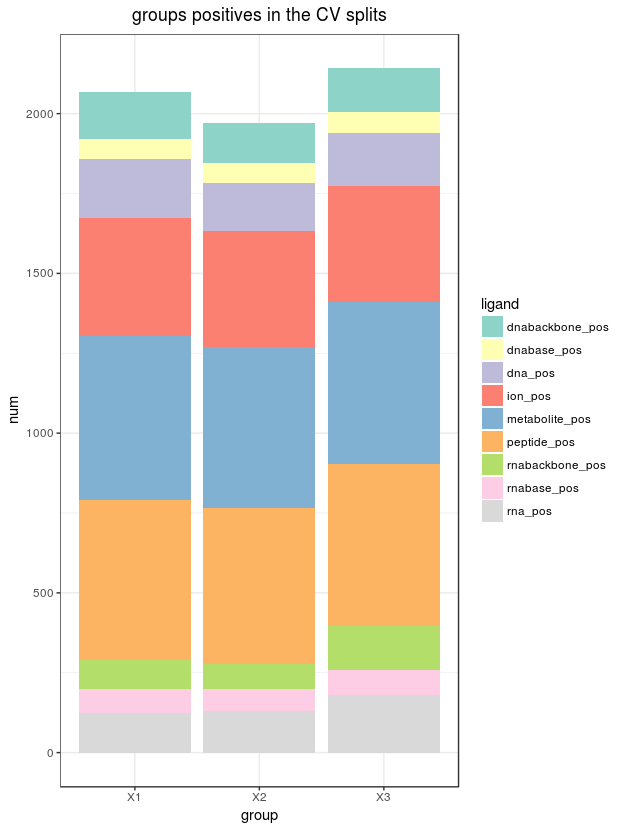 groups positives in the CV splits
2000
1500
1000
500
0
num
X1 X2 X3
group
ligand
dnabackbone_pos
dnabase_pos
dna_pos
ion_pos
metabolite_pos
peptide_pos
rnabackbone_pos
rnabase_pos
rna_pos